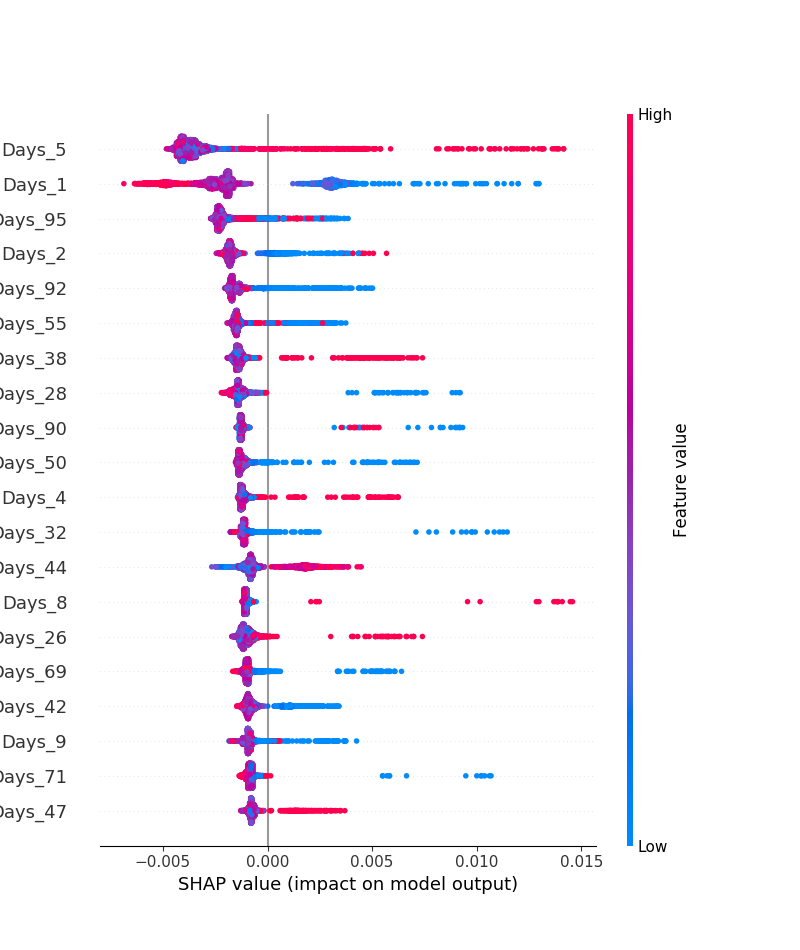 High
Days_5
Days_1
Days_95
Days_2
Days_92
Days_55
Days_38
Days_28
Days_90
Days_50
Days_4
Days_32
Days_44
Days_8
Days_26
Days_69
Days_42
Days_9
Days_71
Days_47
Feature value
Low
−0.005 0.000 0.005 0.010 0.015
SHAP value (impact on model output)